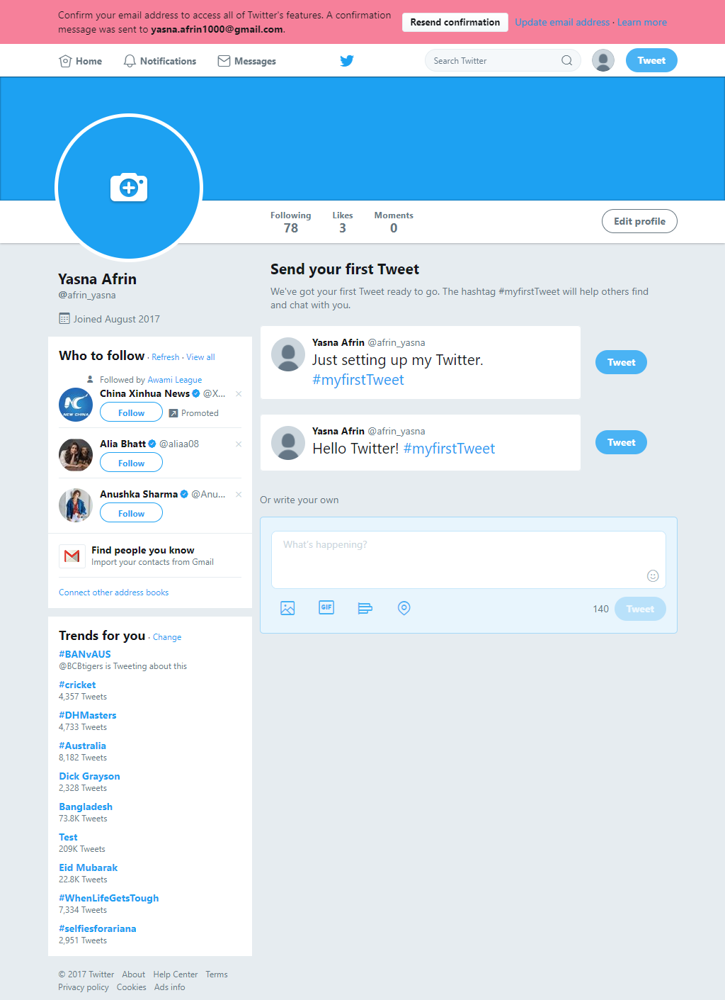 Confirm your email address to access all of Twitter's features. A confirmation
message was sent to yasna.afrin1000@gmail.com.
Resend confirmation
Update email address · Learn more
Home
Notifications
Messages
Search Twitter
Tweet
Following
78
Likes
3
Moments
0
Edit profile
Yasna Afrin
@afrin_yasna
Joined August 2017
Who to follow · Refresh · View all
Followed by Awami League
China Xinhua News @X...
NEW CHINA
Follow
Promoted
Alia Bhatt @aliaa08
Follow
Anushka Sharma @Anu...
Follow
Find people you know
Import your contacts from Gmail
Connect other address books
Trends for you · Change
#BANvAUS
@BCBtigers is Tweeting about this
#cricket
4,357 Tweets
#DHMasters
4,733 Tweets
#Australia
8,182 Tweets
Dick Grayson
2,328 Tweets
Bangladesh
73.8K Tweets
Test
209K Tweets
Eid Mubarak
22.8K Tweets
#WhenLifeGetsTough
7,334 Tweets
#selfiesforariana
2,951 Tweets
© 2017 Twitter About Help Center Terms
Privacy policy Cookies Ads info
Send your first Tweet
We've got your first Tweet ready to go. The hashtag #myfirstTweet will help others find
and chat with you.
Yasna Afrin @afrin_yasna
Just setting up my Twitter.
#myfirstTweet
Tweet
Yasna Afrin @afrin_yasna
Hello Twitter! #myfirstTweet
Tweet
Or write your own
What's happening?
GIF
140
Tweet